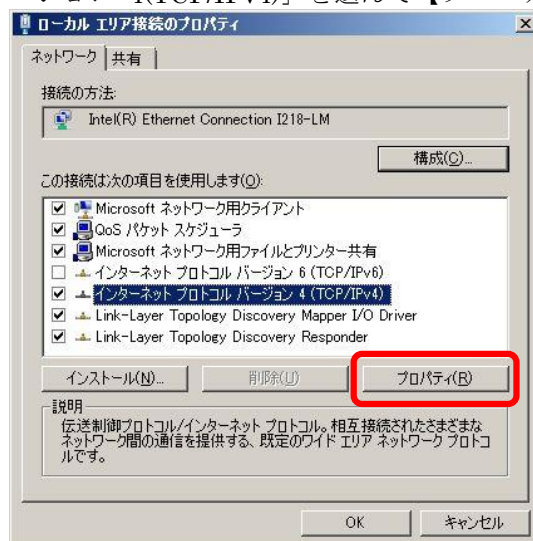 ローカル エリア接続のプロパティ
ネットワーク 共有
接続の方法:
Intel(R) Ethernet Connection I218-LM
構成(C)...
この接続は次の項目を使用します(O):
Microsoft ネットワーク用クライアント
QoS パケット スケジューラ
Microsoft ネットワーク用ファイルとプリンター共有
インターネット プロトコル バージョン 6 (TCP/IPv6)
インターネット プロトコル バージョン 4 (TCP/IPv4)
Link-Layer Topology Discovery Mapper I/O Driver
Link-Layer Topology Discovery Responder
インストール(N)... 削除(U) プロパティ(R)
説明
伝送制御プロトコル/インターネット プロトコル。相互接続されたさまざまな
ネットワーク間の通信を提供する、既定のワイド エリア ネットワーク プロトコ
ルです。
OK キャンセル